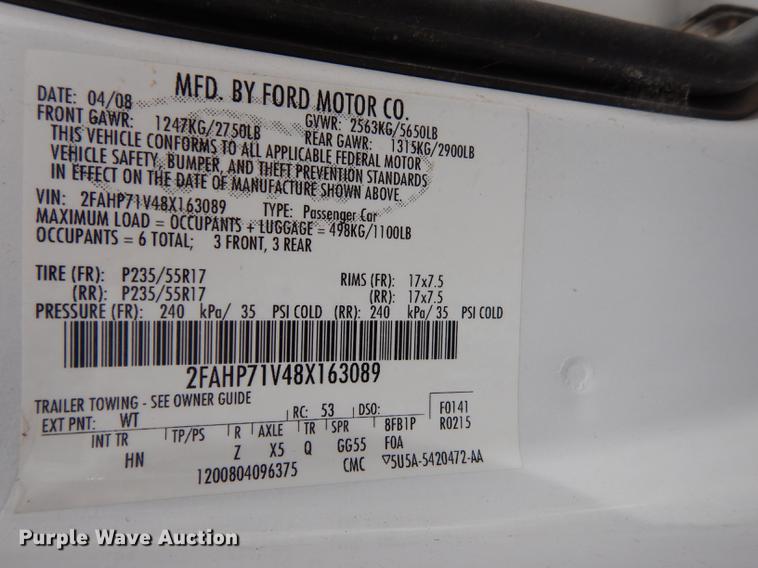 MFD. BY FORD MOTOR CO.
DATE: 04/08 GVWR: 2563KG/5650LB
FRONT GAWR: 1247KG/2750LB REAR GAWR: 1315KG/2900LB
THIS VEHICLE CONFORMS TO ALL APPLICABLE FEDERAL MOTOR
VEHICLE SAFETY, BUMPER, AND THEFT PREVENTION STANDARDS
IN EFFECT ON THE DATE OF MANUFACTURE SHOWN ABOVE.
VIN: 2FAHP71V48X163089 TYPE: Passenger Car
MAXIMUM LOAD = OCCUPANTS + LUGGAGE = 498KG/1100LB
OCCUPANTS = 6 TOTAL; 3 FRONT, 3 REAR
TIRE (FR): P235/55R17 RIMS (FR): 17x7.5
(RR): P235/55R17 (RR): 17x7.5
PRESSURE (FR): 240 kPa/ 35 PSI COLD (RR): 240 kPa/ 35 PSI COLD
2FAHP71V48X163089
TRAILER TOWING - SEE OWNER GUIDE
EXT PNT: WT RC: 53 DSO: F0141
INT TR TP/PS R AXLE TR SPR 8FB1P R0215
HN Z X5 Q GG55 F0A
1200804096375 CMC 5U5A-5420472-AA
Purple Wave Auction